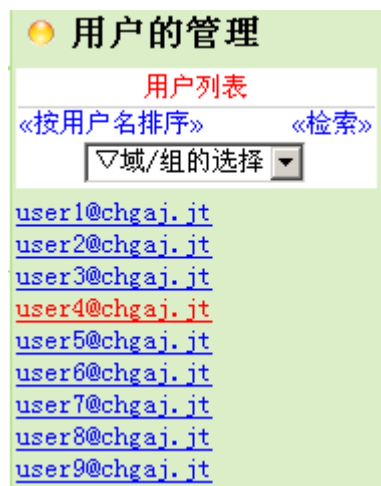 用户的管理
用户列表
«按用户名排序» «检索»
▽域/组的选择
user1@chgaj.jt
user2@chgaj.jt
user3@chgaj.jt
user4@chgaj.jt
user5@chgaj.jt
user6@chgaj.jt
user7@chgaj.jt
user8@chgaj.jt
user9@chgaj.jt